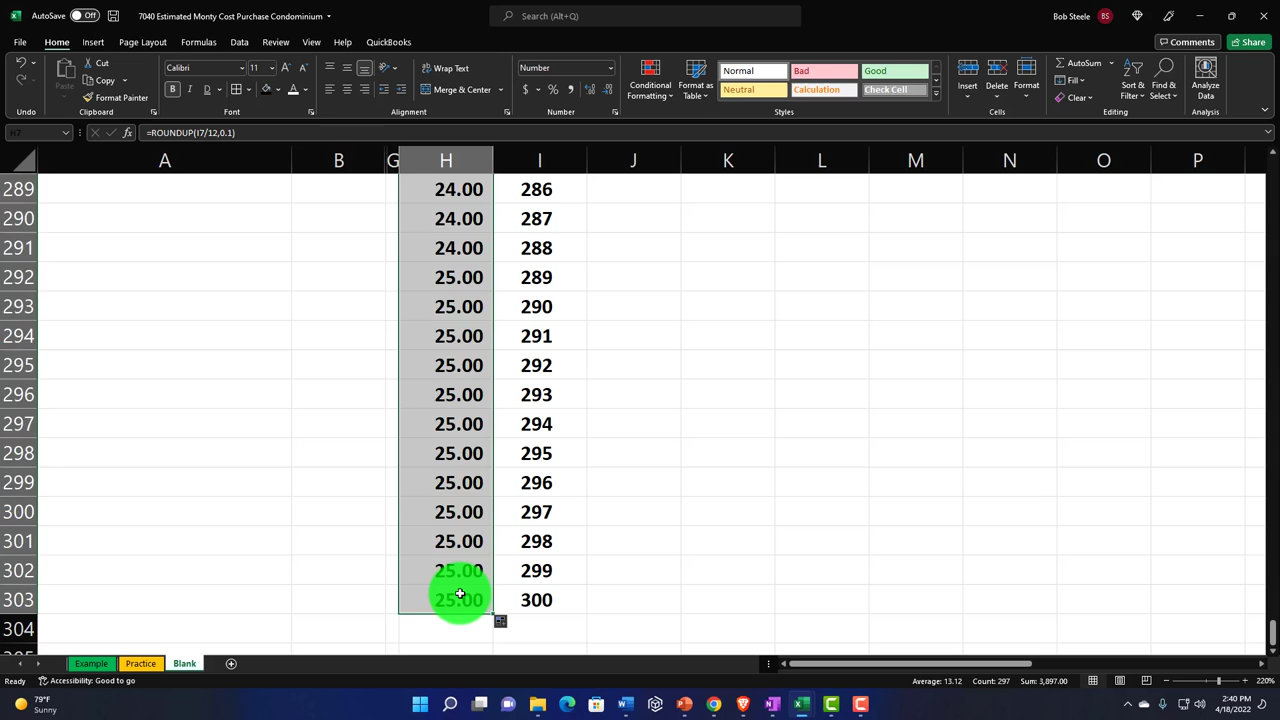 AutoSave Off 7040 Estimated Monty Cost Purchase Condominium Search (Alt+Q) Bob Steele BS
File Home Insert Page Layout Formulas Data Review View Help QuickBooks Comments Share
Cut Calibri 11 Wrap Text Number Normal Bad Good AutoSum
Copy Fill
Paste Format Painter Merge & Center Conditional Formatting Format as Table Neutral Calculation Check Cell Insert Delete Format Clear Sort & Filter Find & Select Analyze Data
Undo Clipboard Font Alignment Number Styles Cells Editing Analysis
H7 fx =ROUNDUP(I7/12,0.1)
A B G H I J K L M N O P
289 24.00 286
290 24.00 287
291 24.00 288
292 25.00 289
293 25.00 290
294 25.00 291
295 25.00 292
296 25.00 293
297 25.00 294
298 25.00 295
299 25.00 296
300 25.00 297
301 25.00 298
302 25.00 299
303 25.00 300
304
Example Practice Blank
Ready Accessibility: Good to go Average: 13.12 Count: 297 Sum: 3,897.00 220%
79°F 2:40 PM
Sunny 4/18/2022